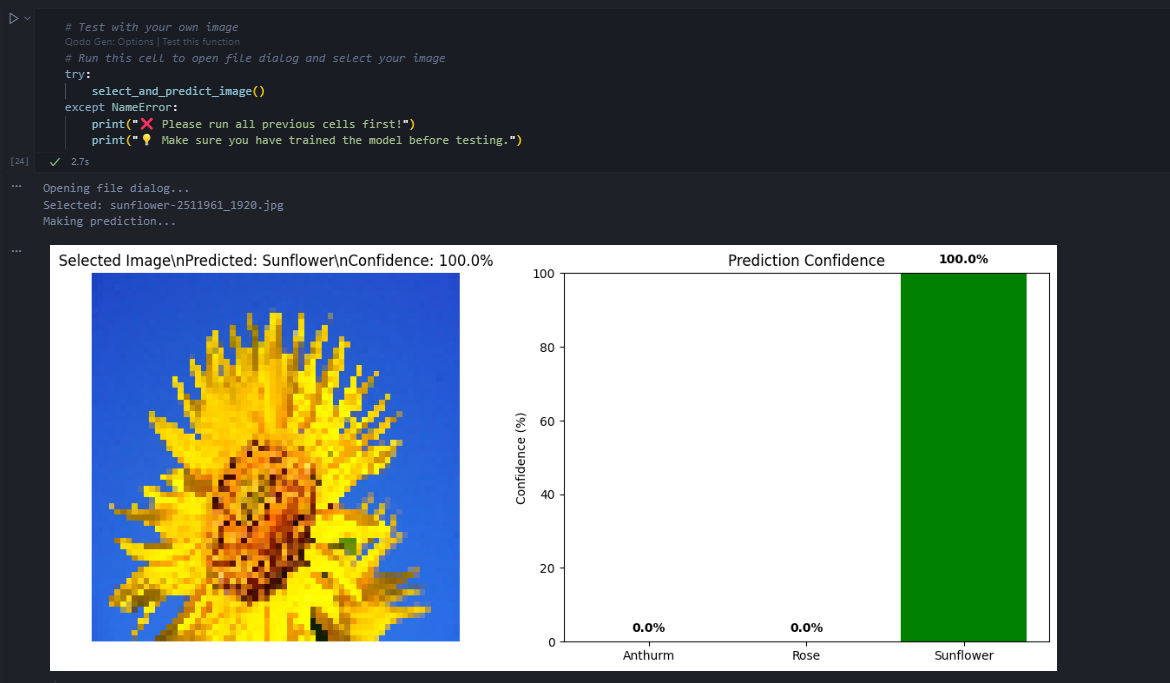 # Test with your own image
Qodo Gen: Options | Test this function
# Run this cell to open file dialog and select your image
try:
    select_and_predict_image()
except NameError:
    print("❌ Please run all previous cells first!")
    print("💡 Make sure you have trained the model before testing.")
[24]
2.7s
...
Opening file dialog...
Selected: sunflower-2511961_1920.jpg
Making prediction...
...
Selected Image\nPredicted: Sunflower\nConfidence: 100.0%
Prediction Confidence
100.0%
Confidence (%)
100
80
60
40
20
0
0.0%
0.0%
Anthurm
Rose
Sunflower